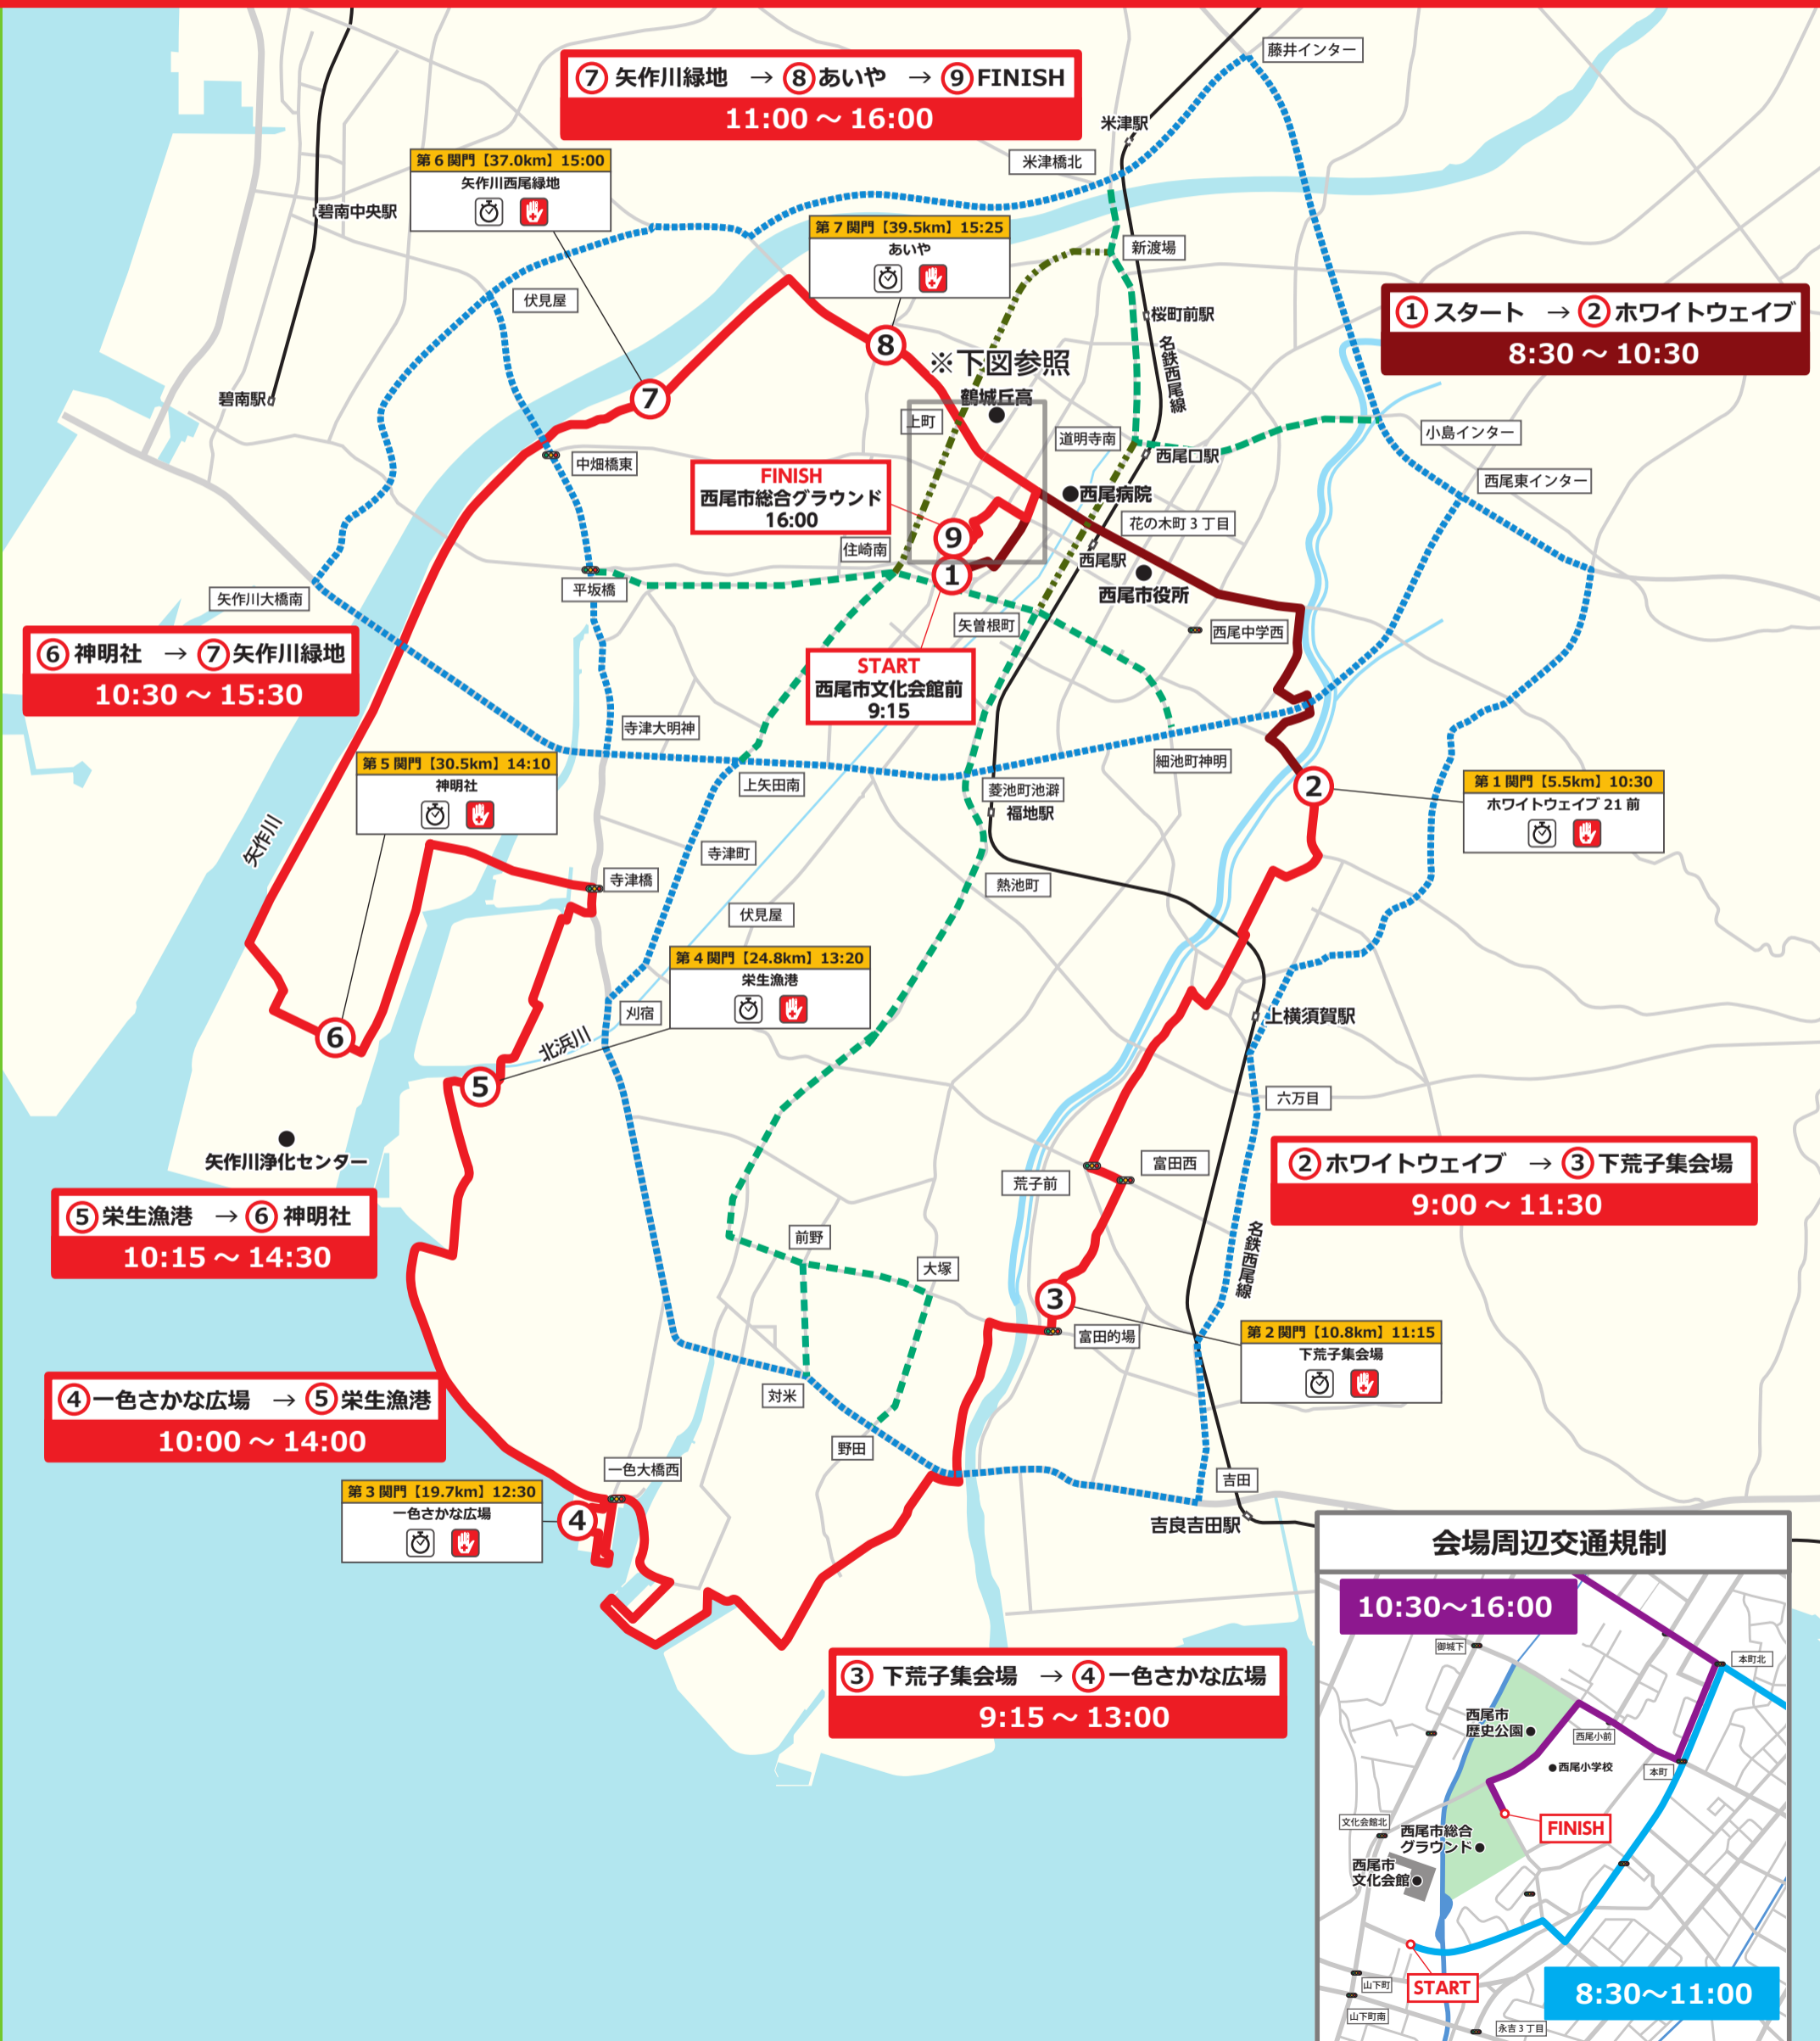 藤井インター
⑦ 矢作川緑地 → ⑧ あいや → ⑨ FINISH
11:00 ～ 16:00
米津駅
米津橋北
第 6 関門【37.0km】15:00
矢作川西尾緑地
碧南中央駅
第 7 関門【39.5km】15:25
あいや
新渡場
伏見屋
桜町前駅
名鉄西尾線
① スタート → ② ホワイトウェイブ
8:30 ～ 10:30
8
※下図参照
鶴城丘高
7
碧南駅
上町
道明寺南
小島インター
西尾口駅
中畑橋東
西尾東インター
FINISH
西尾市総合グラウンド
16:00
西尾病院
花の木町 3 丁目
9
住崎南
西尾駅
1
西尾市役所
平坂橋
矢作川大橋南
矢曽根町
西尾中学西
⑥ 神明社 → ⑦ 矢作川緑地
10:30 ～ 15:30
START
西尾市文化会館前
9:15
寺津大明神
第 5 関門【30.5km】14:10
神明社
上矢田南
細池町神明
菱池町池澼
福地駅
2
第 1 関門【5.5km】10:30
ホワイトウェイブ 21 前
矢作川
寺津町
寺津橋
熱池町
伏見屋
第 4 関門【24.8km】13:20
栄生漁港
刈宿
北浜川
6
上横須賀駅
5
六万目
矢作川浄化センター
富田西
荒子前
② ホワイトウェイブ → ③ 下荒子集会場
9:00 ～ 11:30
⑤ 栄生漁港 → ⑥ 神明社
10:15 ～ 14:30
前野
大塚
名鉄西尾線
3
富田的場
第 2 関門【10.8km】11:15
下荒子集会場
対米
④ 一色さかな広場 → ⑤ 栄生漁港
10:00 ～ 14:00
野田
一色大橋西
吉田
第 3 関門【19.7km】12:30
一色さかな広場
4
吉良吉田駅
③ 下荒子集会場 → ④ 一色さかな広場
9:15 ～ 13:00
会場周辺交通規制
10:30～16:00
御城下
本町北
西尾市
歴史公園
西尾小前
西尾小学校
本町
文化会館北
西尾市総合
グラウンド
FINISH
西尾市
文化会館
山下町
START
8:30～11:00
山下町南
永吉 3 丁目